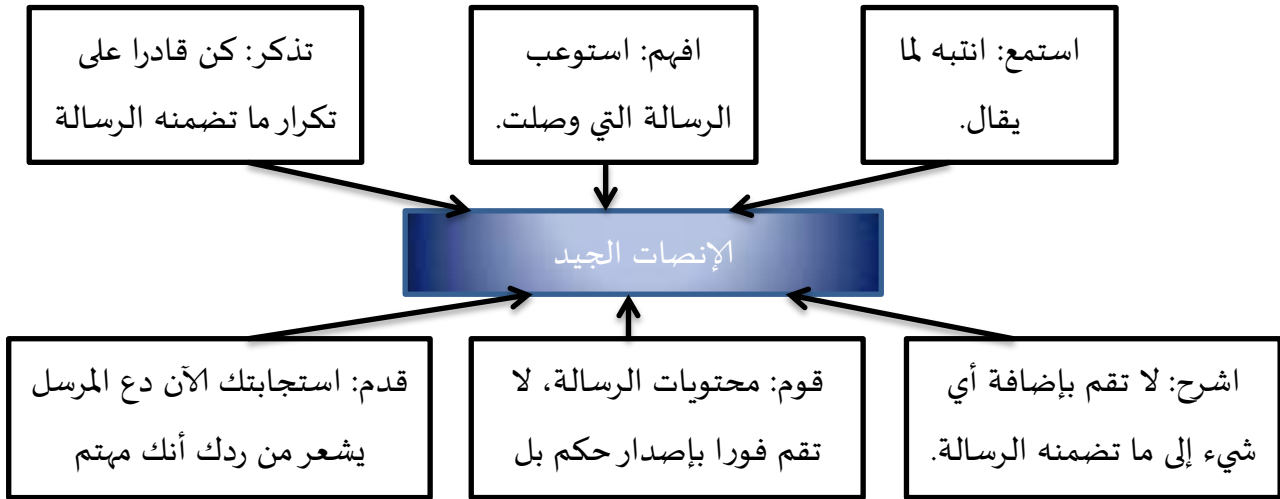 استمع: انتبه لما
يقال.
افهم: استوعب
الرسالة التي وصلت.
تذكر: كن قادرا على
تكرار ما تضمنه الرسالة
الإنصات الجيد
اشرح: لا تقم بإضافة أي
شيء إلى ما تضمنه الرسالة.
قوم: محتويات الرسالة، لا
تقم فورا بإصدار حكم بل
قدم: استجابتك الآن دع المرسل
يشعر من ردك أنك مهتم